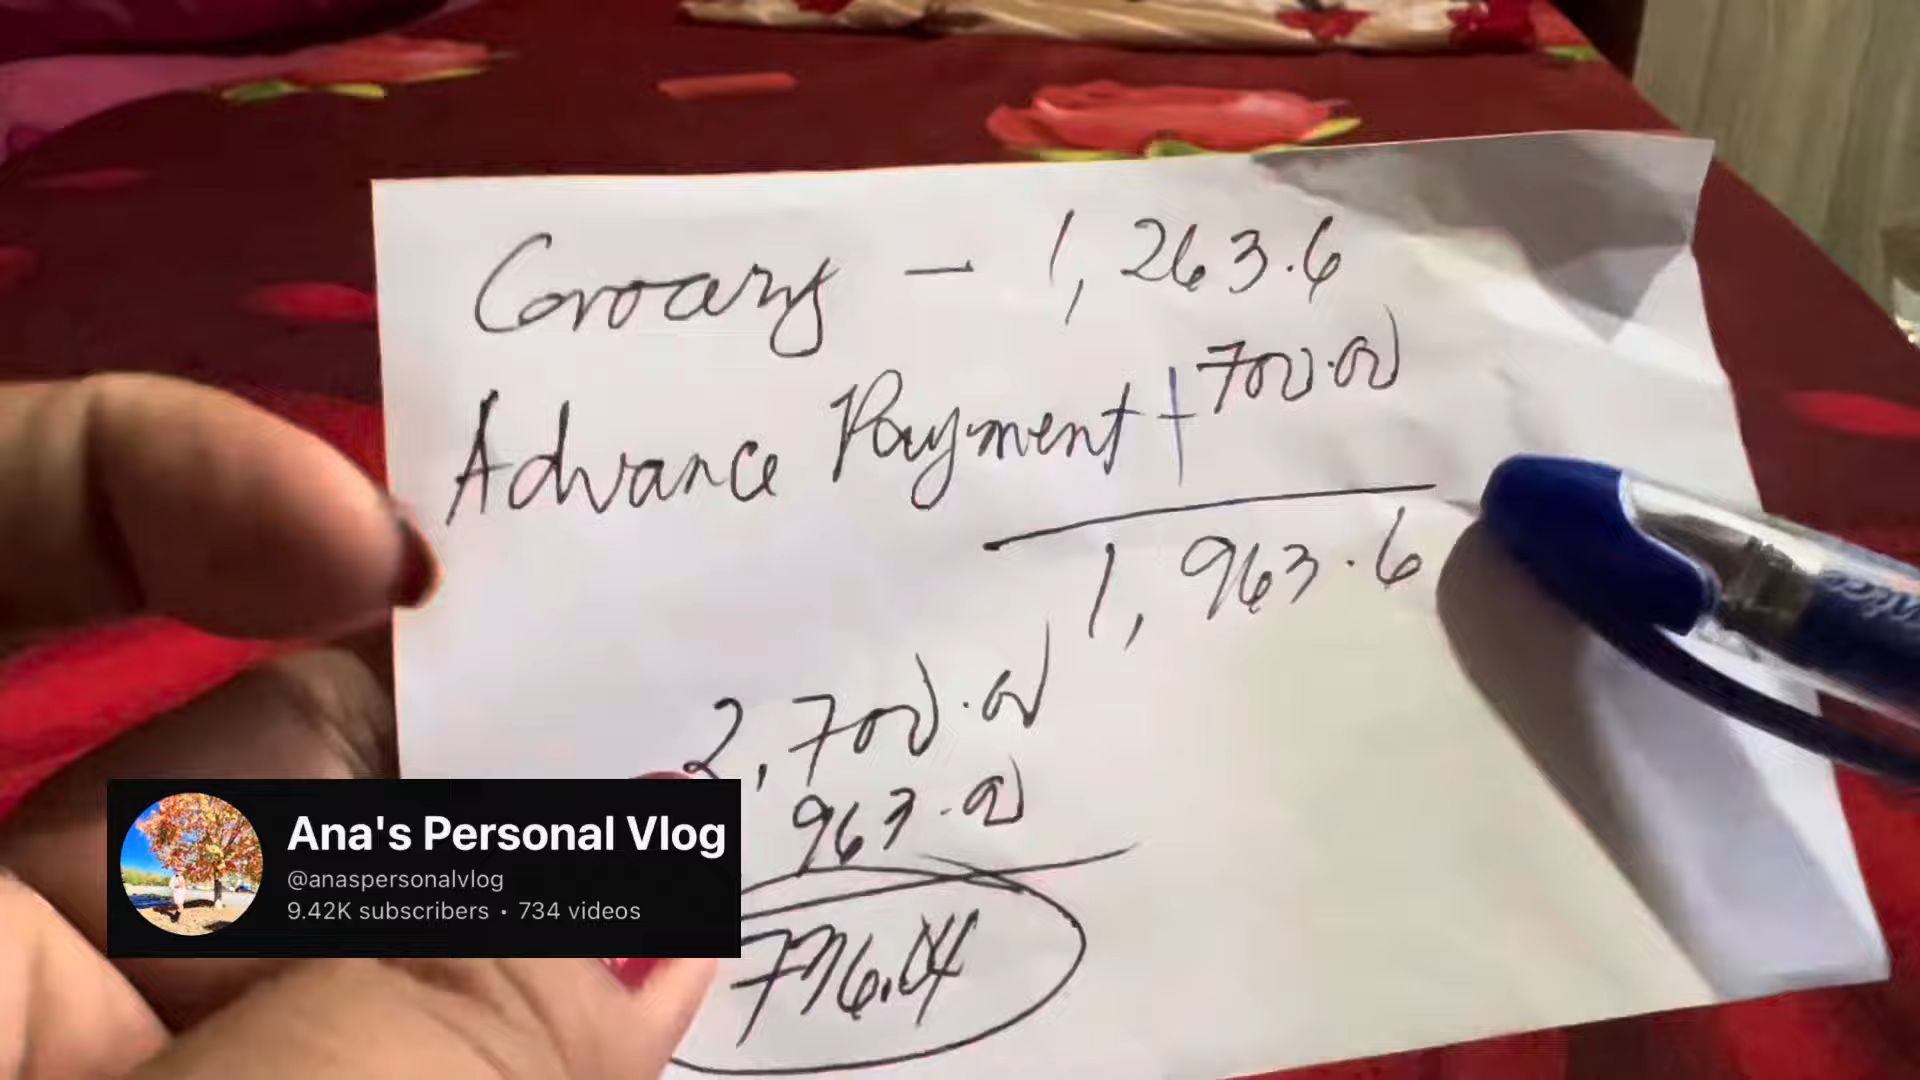 Grocery - 1,263.6
Advance Payment + 700.00
1,963.6
2,700.00
963.00
736.04
Ana's Personal Vlog
@anaspersonalvlog
9.42K subscribers • 734 videos